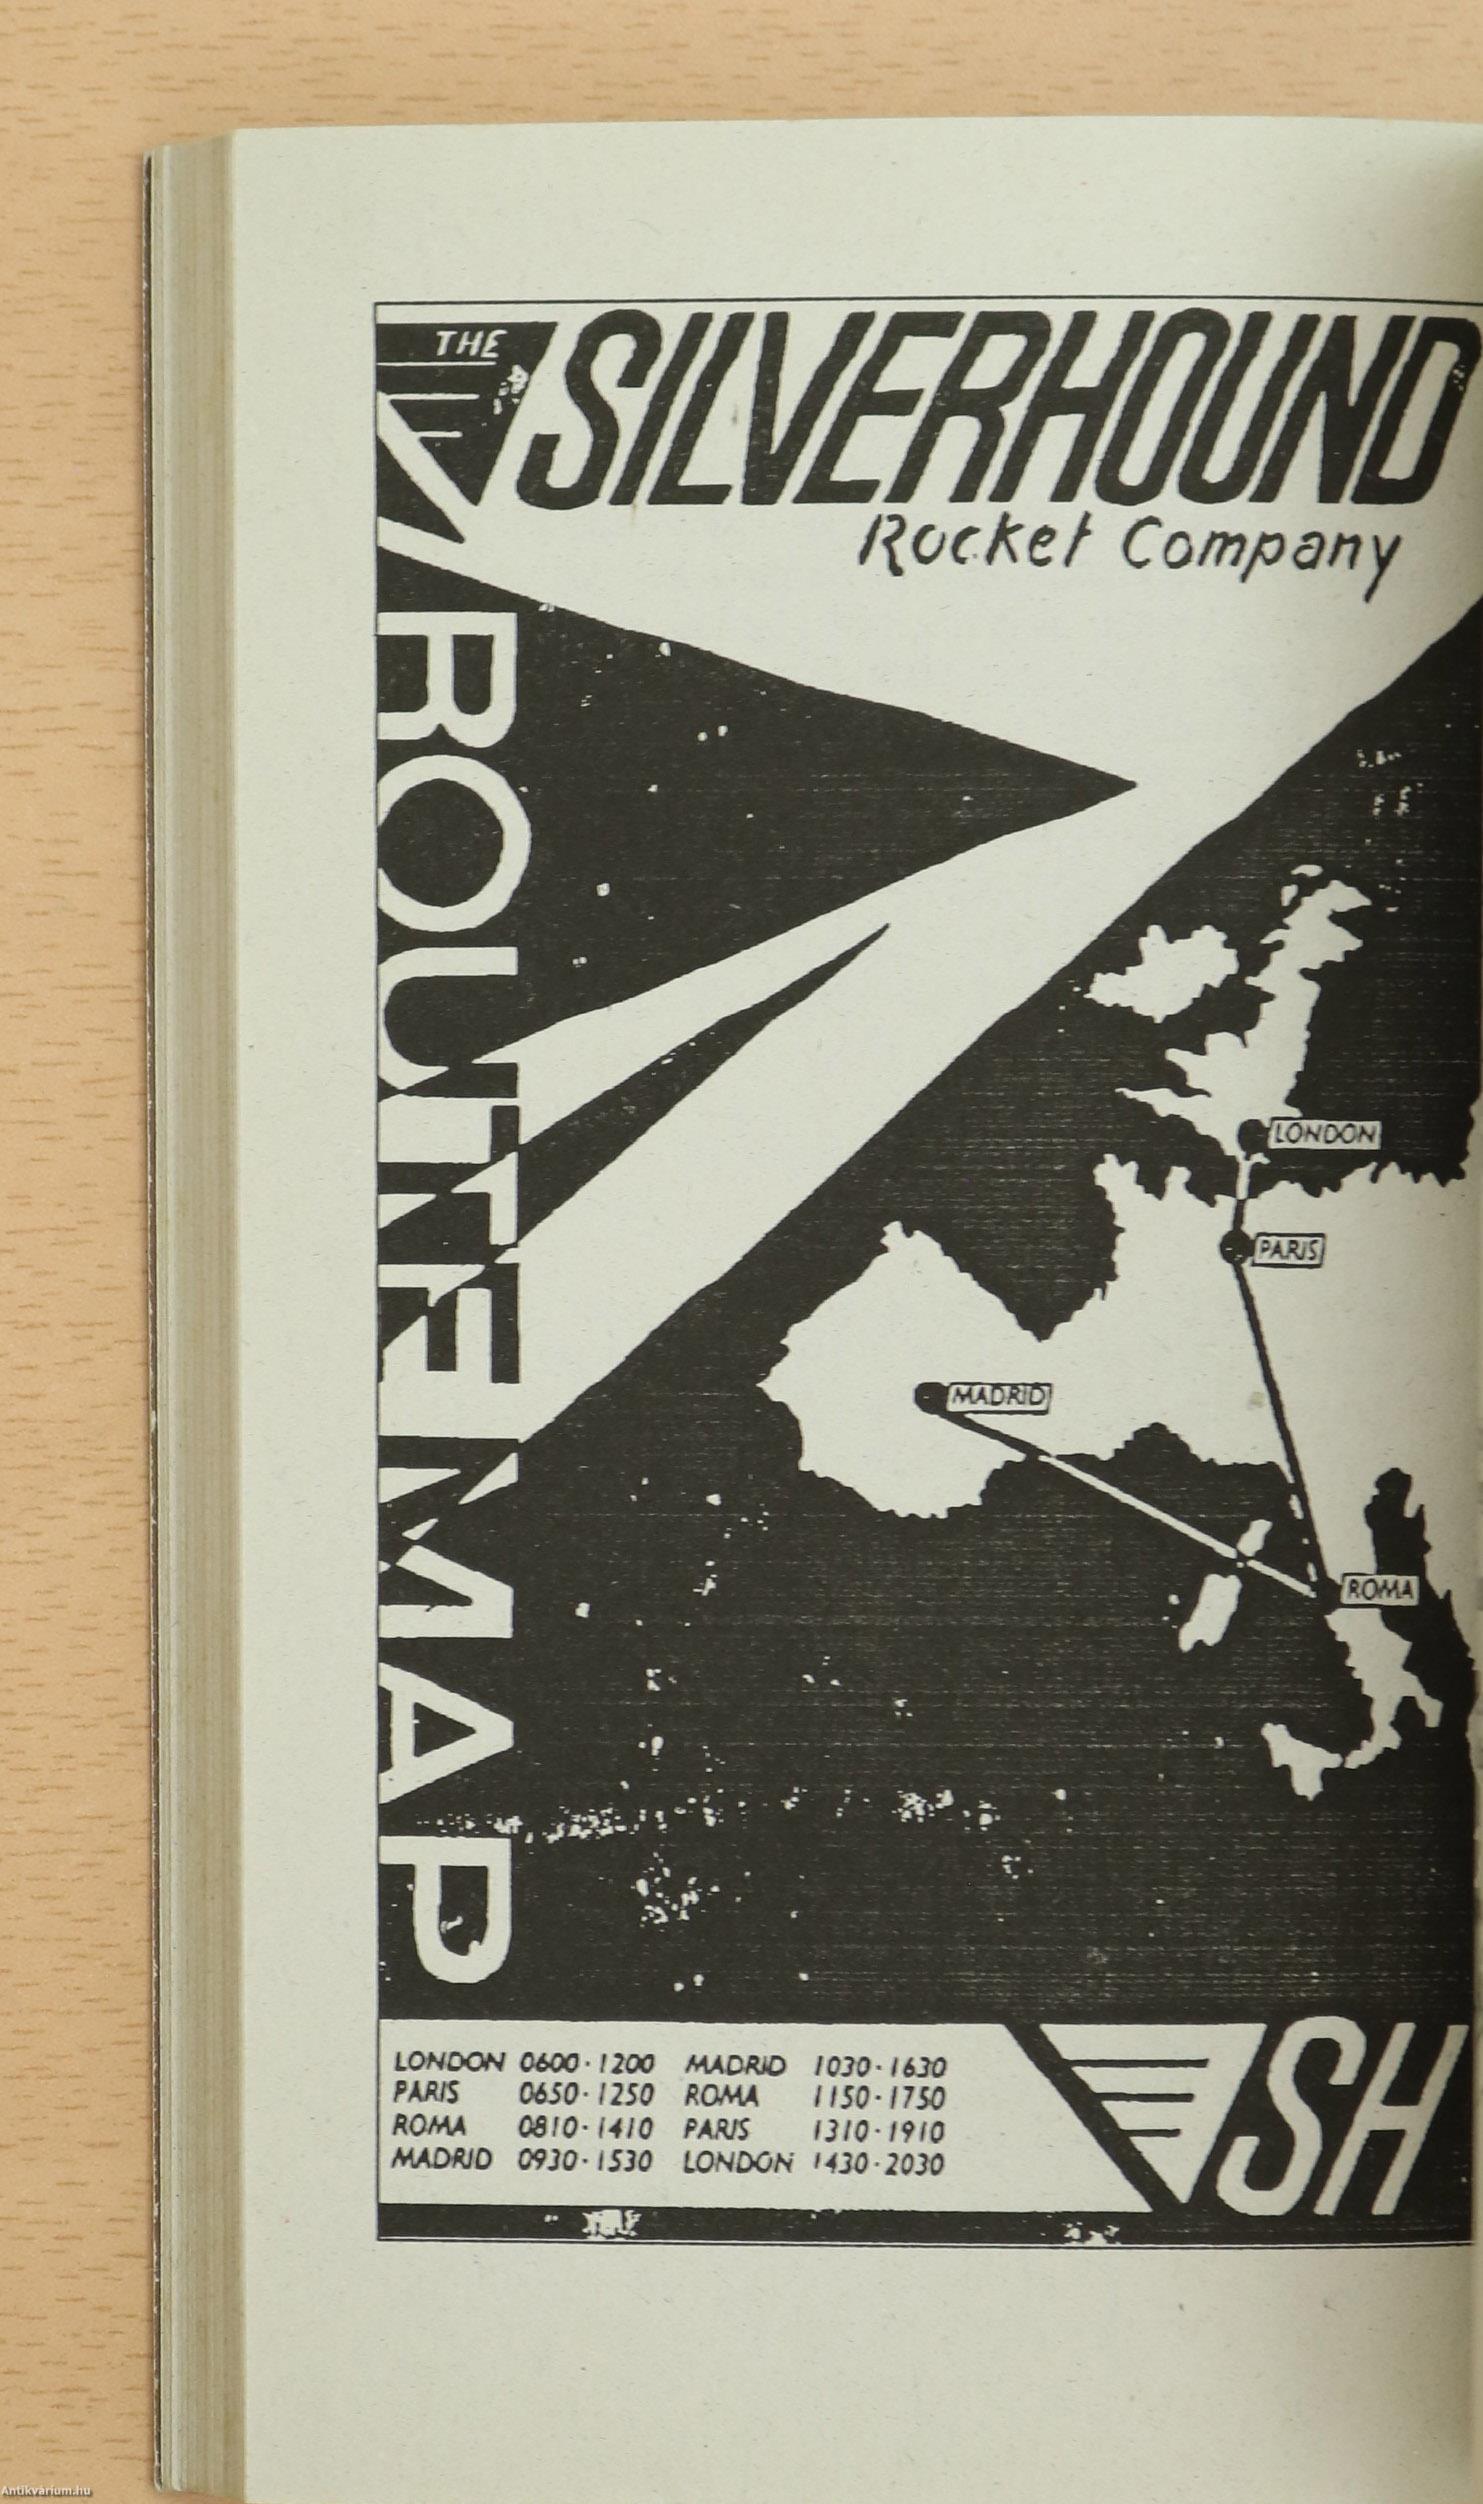 THE SILVERHOUND
Rocket Company
ROUTE MAP
LONDON
PARIS
MADRID
ROMA
LONDON 0600·1200 MADRID 1030·1630
PARIS 0650·1250 ROMA 1150·1750
ROMA 0810·1410 PARIS 1310·1910
MADRID 0930·1530 LONDON 1430·2030
SH
Antikvárium.hu